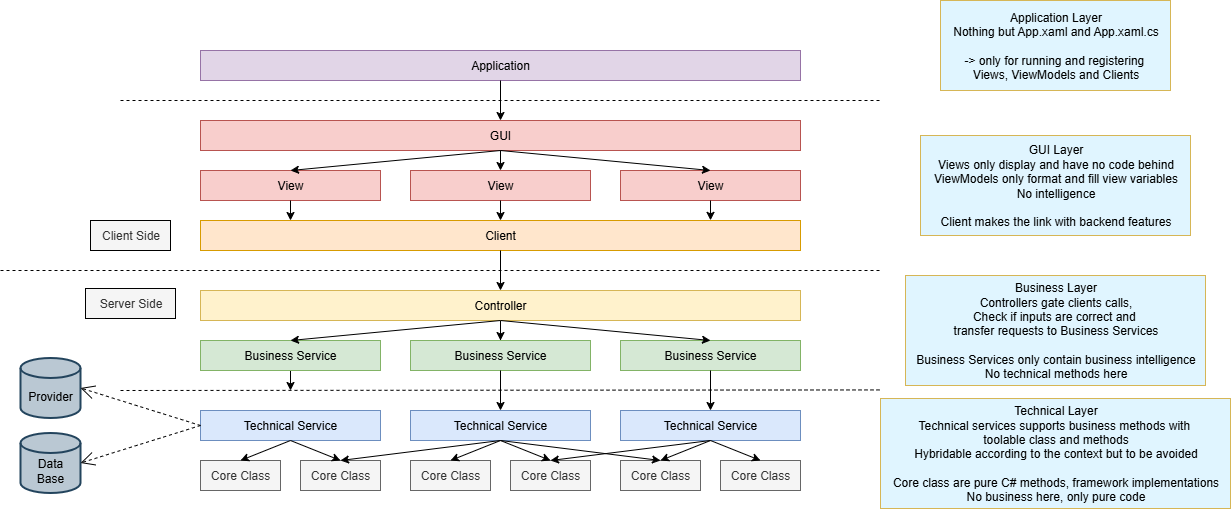 Application Layer
Nothing but App.xaml and App.xaml.cs
-> only for running and registering
Views, ViewModels and Clients
Application
GUI
View
View
View
Client Side
Client
GUI Layer
Views only display and have no code behind
ViewModels only format and fill view variables
No intelligence
Client makes the link with backend features
Server Side
Controller
Business Service
Business Service
Business Service
Business Layer
Controllers gate clients calls,
Check if inputs are correct and
transfer requests to Business Services
Business Services only contain business intelligence
No technical methods here
Provider
Data
Base
Technical Service
Technical Service
Technical Service
Core Class
Core Class
Core Class
Core Class
Core Class
Core Class
Technical Layer
Technical services supports business methods with
toolable class and methods
Hybridable according to the context but to be avoided
Core class are pure C# methods, framework implementations
No business here, only pure code